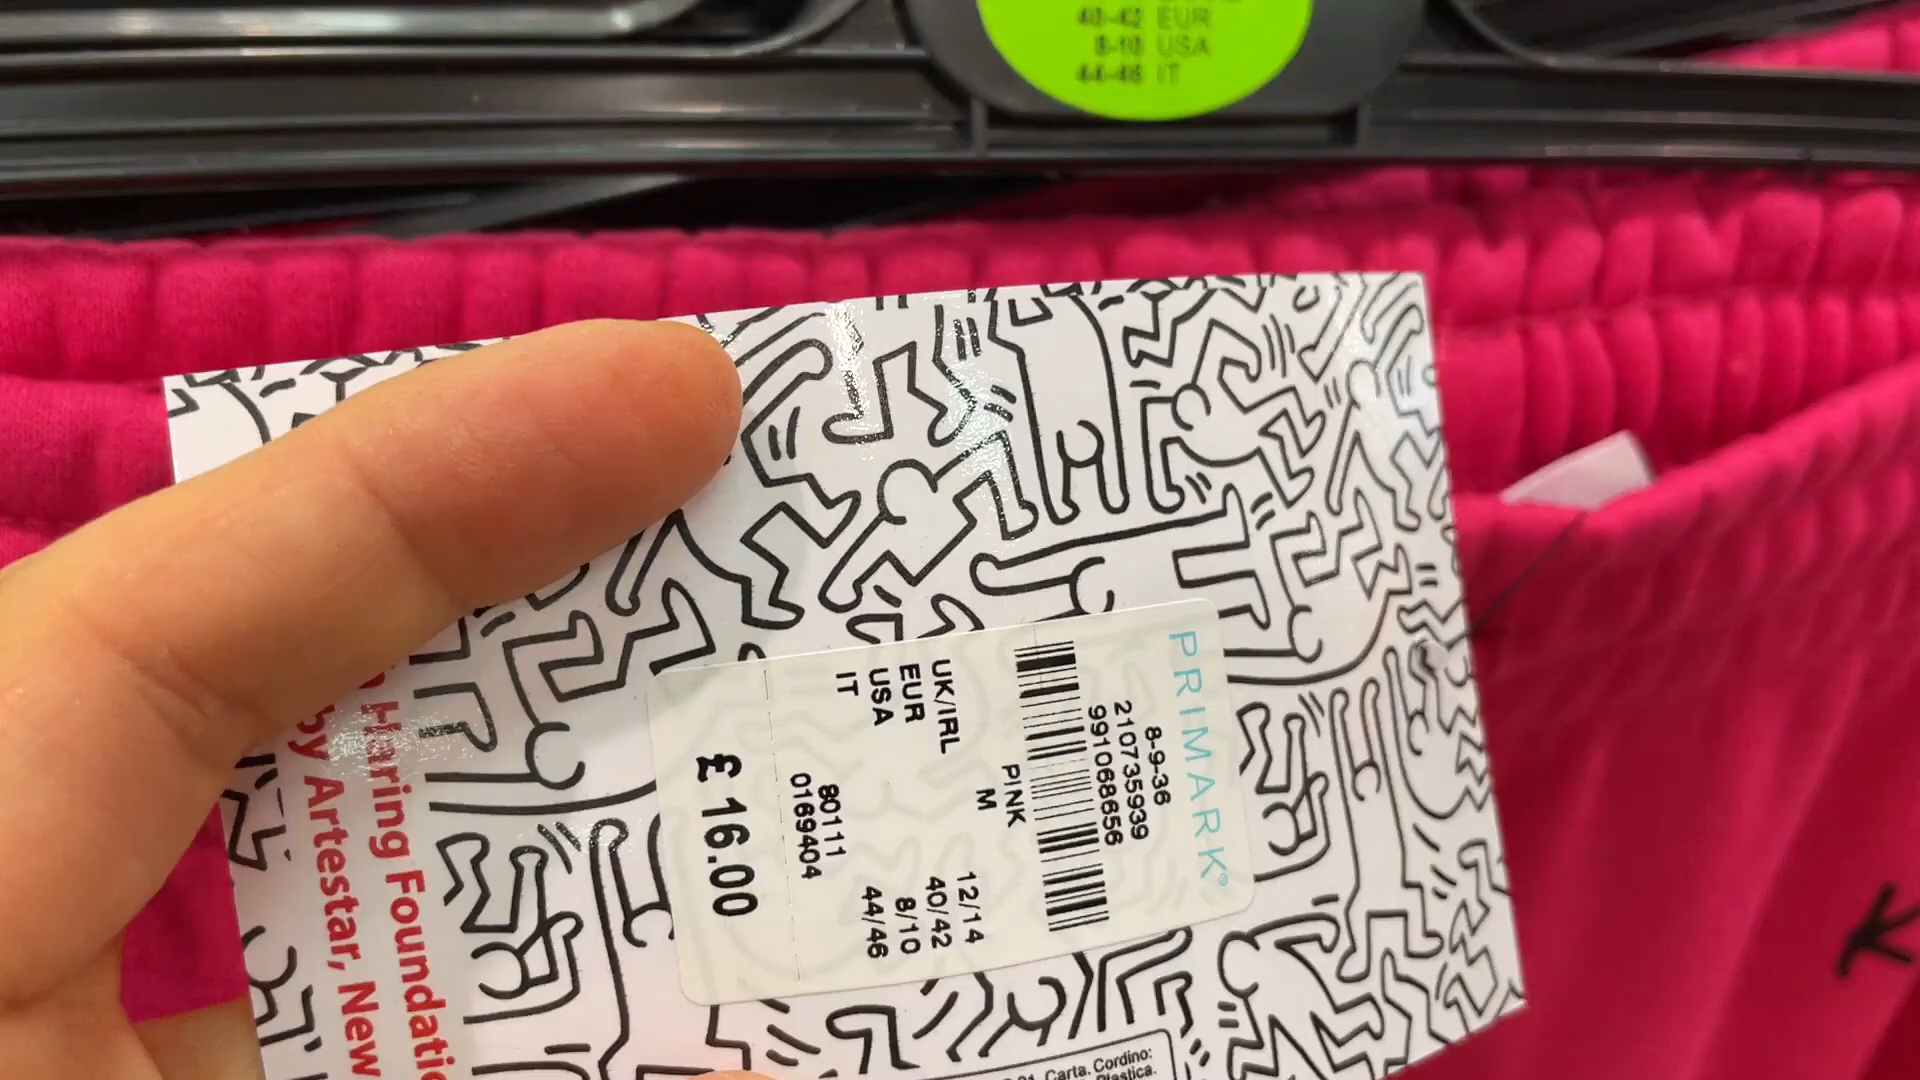 40-42 EUR
8-10 USA
44-46 IT
PRIMARK®
8-9-36
210735939
991068656
PINK
M
UK/IRL 12/14
EUR 40/42
USA 8/10
IT 44/46
80111
0169404
£ 16.00
Haring Foundatio
by Artestar, New
Carta. Cordino:
Plastica.
K